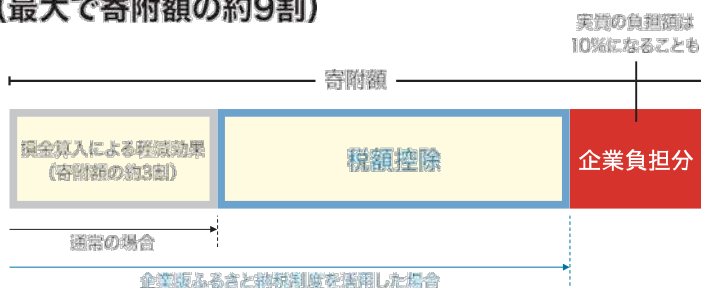 (最大で寄附額の約9割)
実質の負担額は
10%になることも
寄附額
損金算入による軽減効果
(寄附額の約3割)
税額控除
企業負担分
通常の場合
企業版ふるさと納税制度を活用した場合